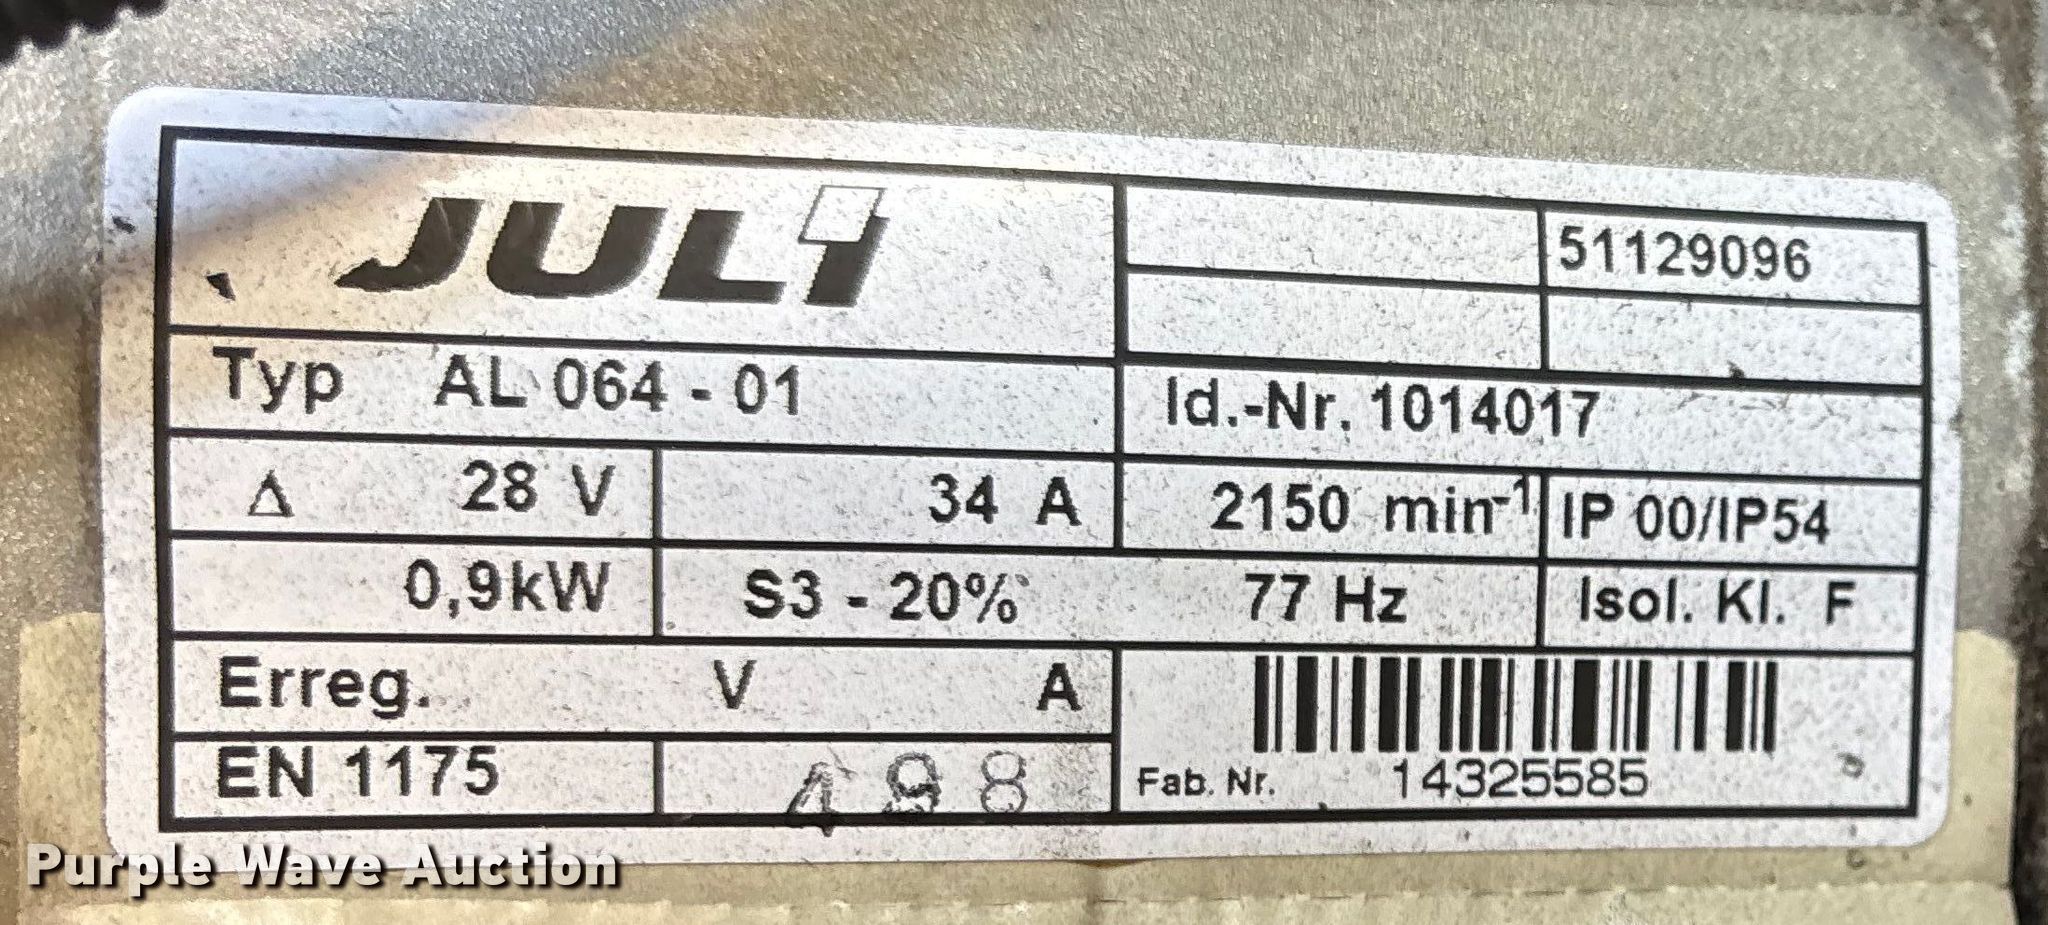 JULi
51129096
Typ AL 064 - 01
Id.-Nr. 1014017
Δ 28 V 34 A 2150 min-1 IP 00/IP54
0,9kW S3 - 20% 77 Hz Isol. Kl. F
Erreg. V A
EN 1175 498
Fab. Nr. 14325585
Purple Wave Auction